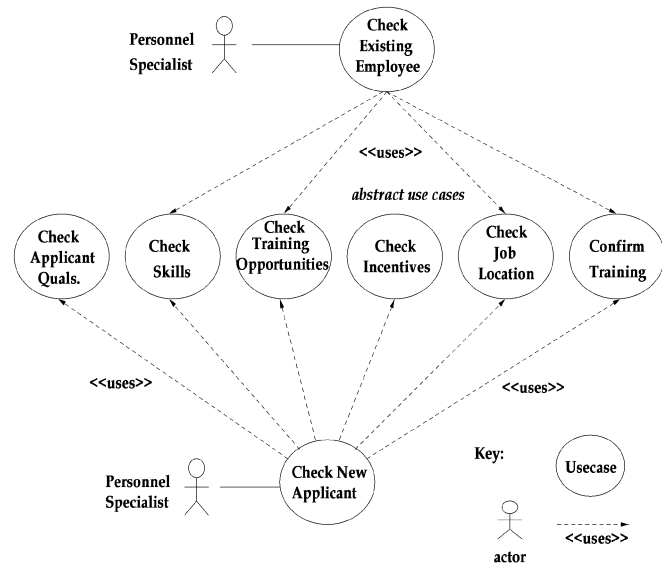 Personnel
Specialist
Check
Existing
Employee
<<uses>>
abstract use cases
Check
Applicant
Quals.
Check
Skills
Check
Training
Opportunities
Check
Incentives
Check
Job
Location
Confirm
Training
<<uses>>
<<uses>>
Personnel
Specialist
Check New
Applicant
Key:
Usecase
actor
<<uses>>